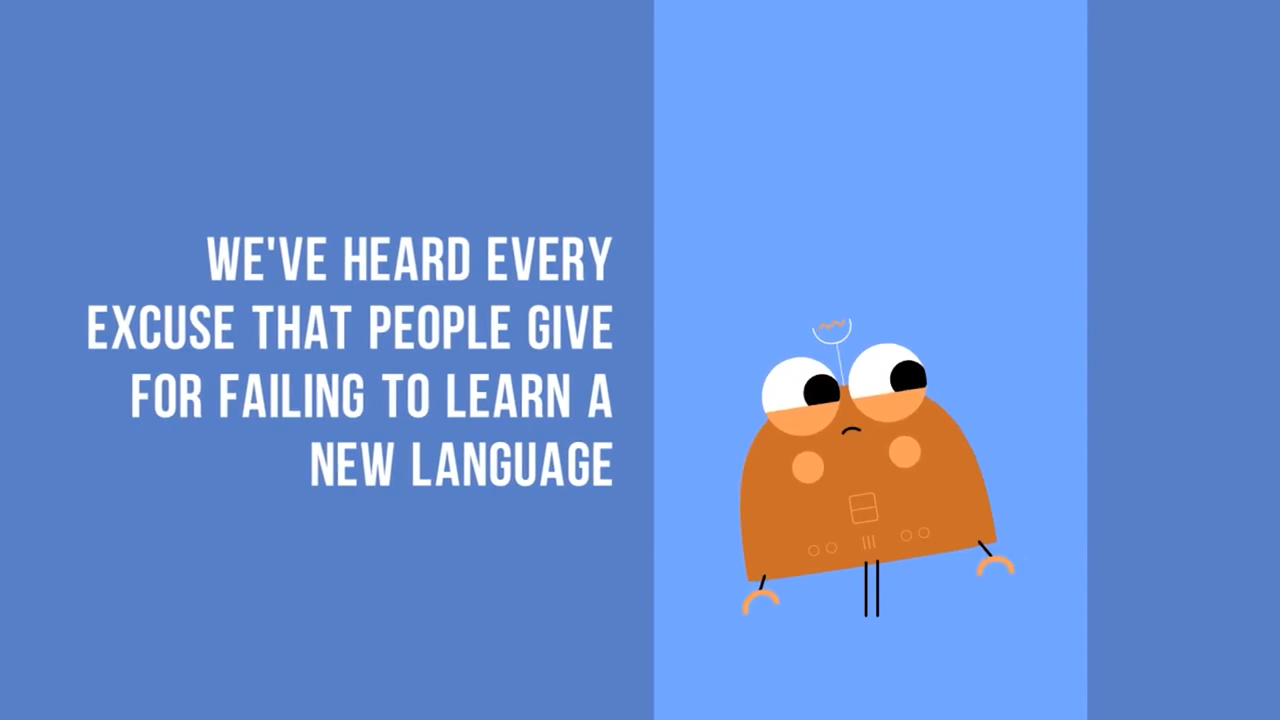 WE'VE HEARD EVERY
EXCUSE THAT PEOPLE GIVE
FOR FAILING TO LEARN A
NEW LANGUAGE